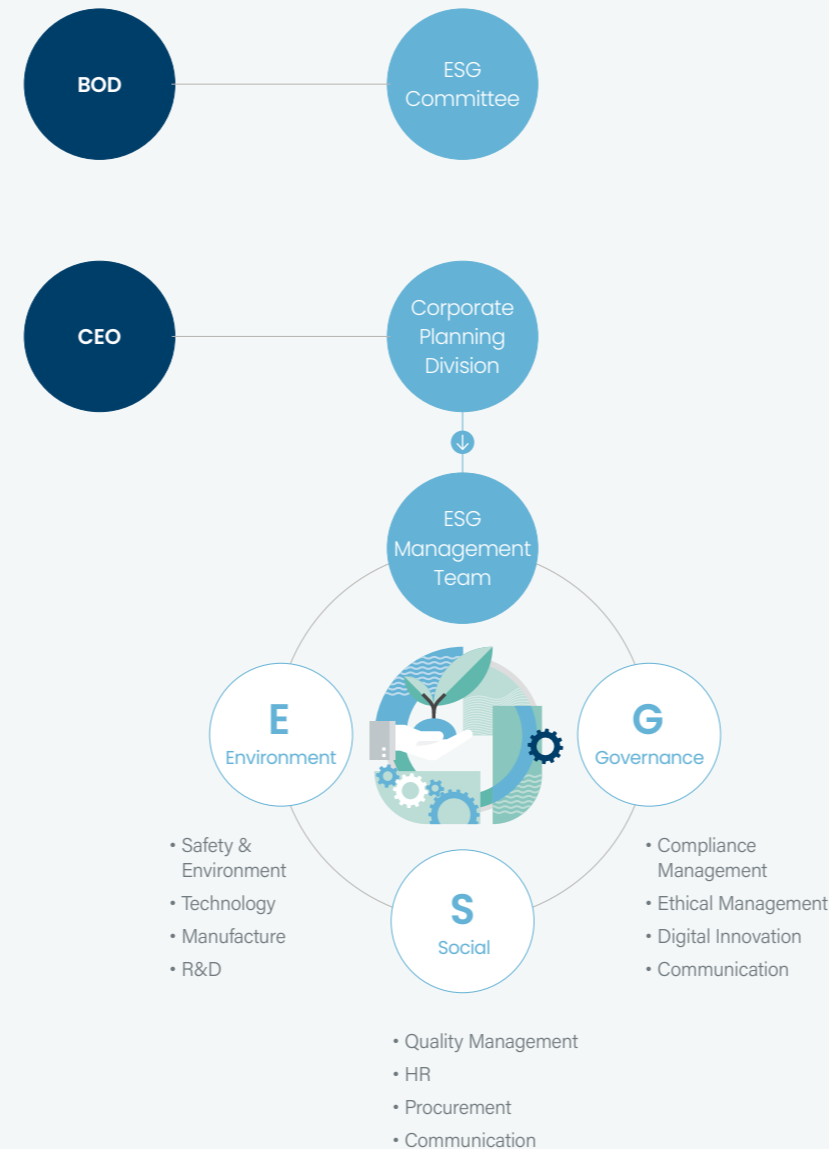 BOD
ESG
Committee
CEO
Corporate
Planning
Division
ESG
Management
Team
E
Environment
G
Governance
• Safety &
Environment
• Technology
• Manufacture
• R&D
S
Social
• Compliance
Management
• Ethical Management
• Digital Innovation
• Communication
• Quality Management
• HR
• Procurement
• Communication